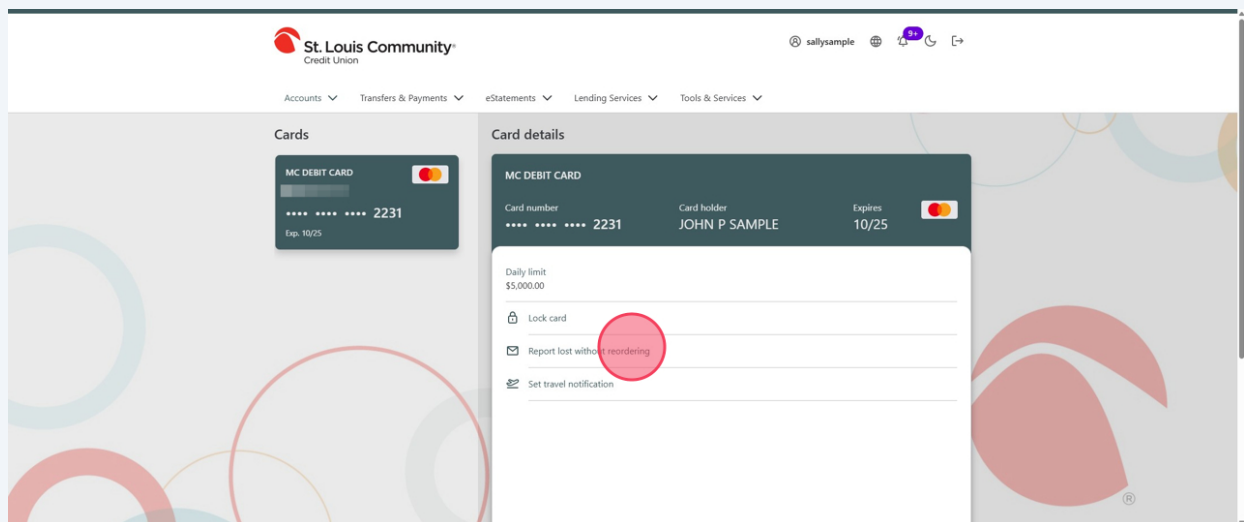 St. Louis Community®
Credit Union
sallysample
9+
Accounts Transfers & Payments eStatements Lending Services Tools & Services
Cards
MC DEBIT CARD
•••• •••• •••• 2231
Exp. 10/25
Card details
MC DEBIT CARD
Card number Card holder Expires
•••• •••• •••• 2231 JOHN P SAMPLE 10/25
Daily limit
$5,000.00
Lock card
Report lost without reordering
Set travel notification
®